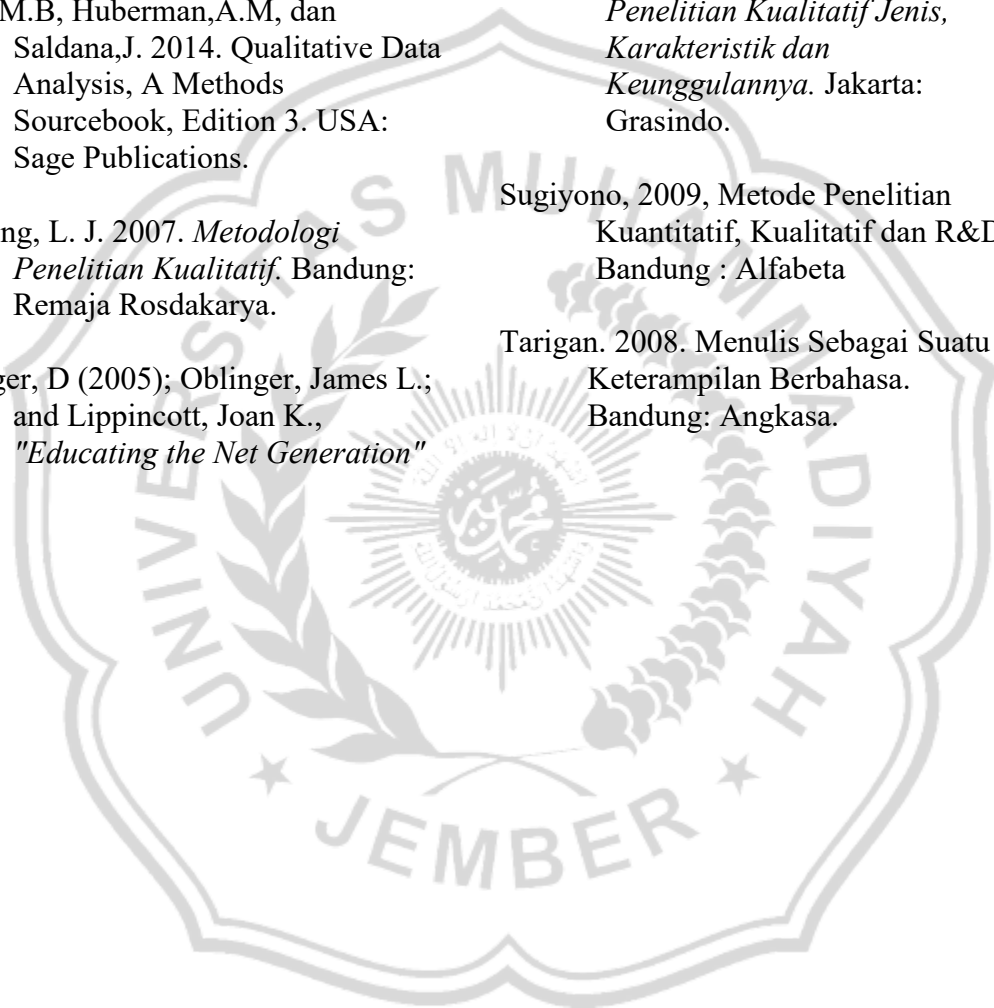 M.B, Huberman,A.M, dan
Saldana,J. 2014. Qualitative Data
Analysis, A Methods
Sourcebook, Edition 3. USA:
Sage Publications.
ng, L. J. 2007. Metodologi
Penelitian Kualitatif. Bandung:
Remaja Rosdakarya.
ger, D (2005); Oblinger, James L.;
and Lippincott, Joan K.,
"Educating the Net Generation"
Penelitian Kualitatif Jenis,
Karakteristik dan
Keunggulannya. Jakarta:
Grasindo.
Sugiyono, 2009, Metode Penelitian
Kuantitatif, Kualitatif dan R&D
Bandung : Alfabeta
Tarigan. 2008. Menulis Sebagai Suatu
Keterampilan Berbahasa.
Bandung: Angkasa.
UNIVERSITAS MUHAMMADIYAH
JEMBER